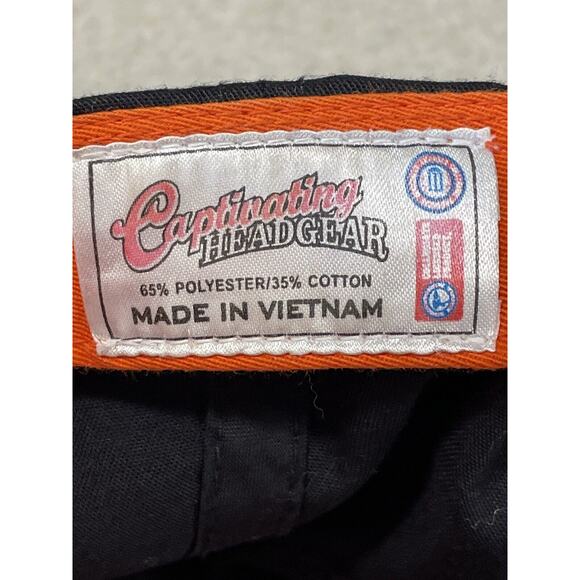 Captivating
HEADGEAR
65% POLYESTER/35% COTTON
MADE IN VIETNAM